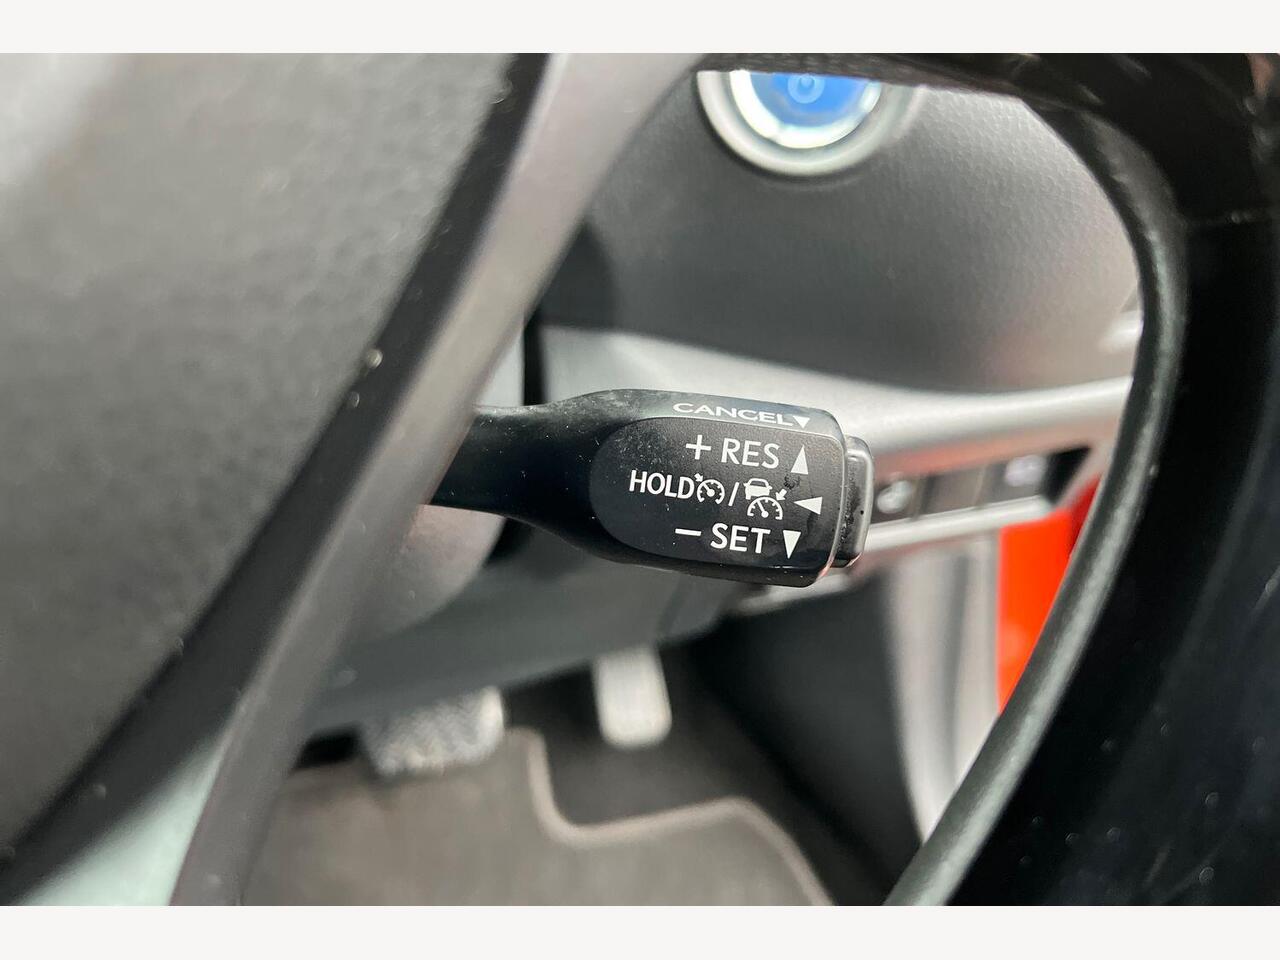 CANCEL▼
+ RES ▲
HOLD / ◀
− SET ▼